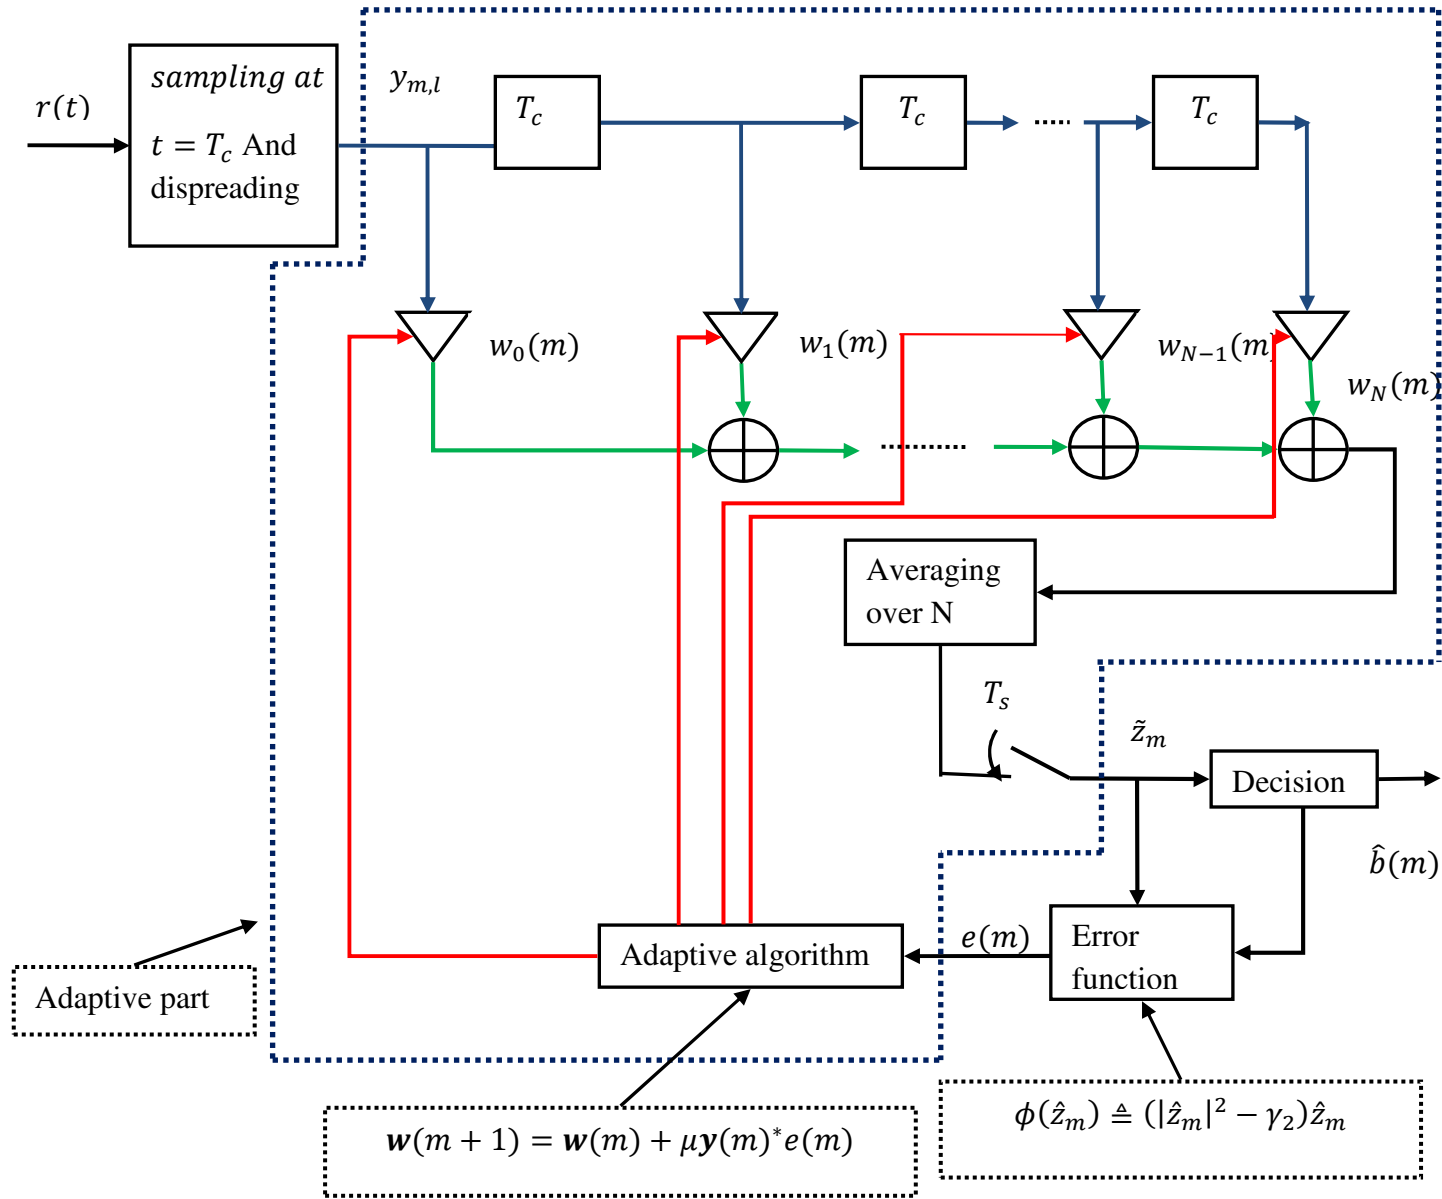 r(t)
sampling at
t = T_c And
dispreading
y_{m,l}
T_c
T_c
T_c
w_0(m)
w_1(m)
w_{N−1}(m)
w_N(m)
Averaging
over N
T_s
z̃_m
Decision
b̂(m)
Error
function
e(m)
Adaptive algorithm
Adaptive part
𝒘(m + 1) = 𝒘(m) + μ𝒚(m)^*e(m)
ϕ(ẑ_m) ≜ (|ẑ_m|^2 − γ_2)ẑ_m